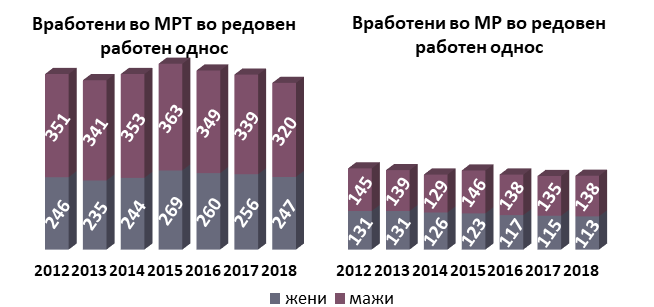 Вработени во МРТ во редовен
работен однос
351 341 353 363 349 339 320
246 235 244 269 260 256 247
2012 2013 2014 2015 2016 2017 2018
Вработени во МР во редовен
работен однос
145 139 129 146 138 135 138
131 131 126 123 117 115 113
2012 2013 2014 2015 2016 2017 2018
жени мажи